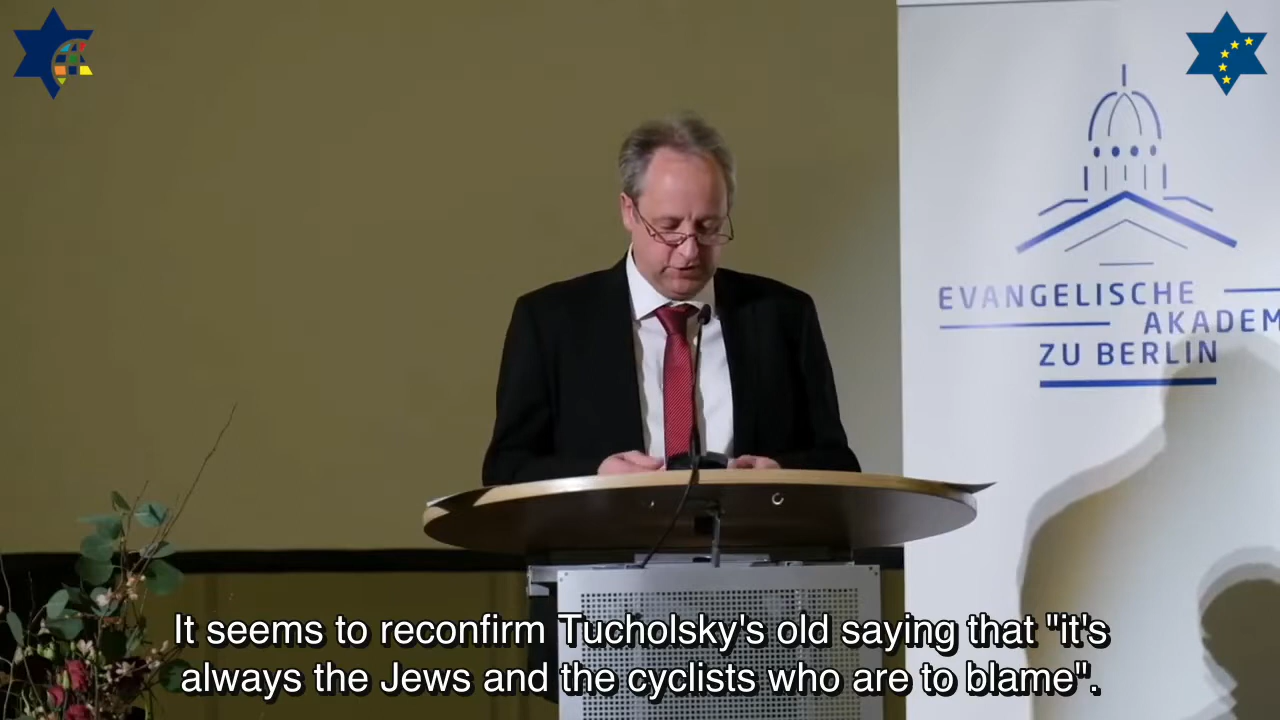 EVANGELISCHE
AKADEM
ZU BERLIN
It seems to reconfirm Tucholsky's old saying that "it's
always the Jews and the cyclists who are to blame".